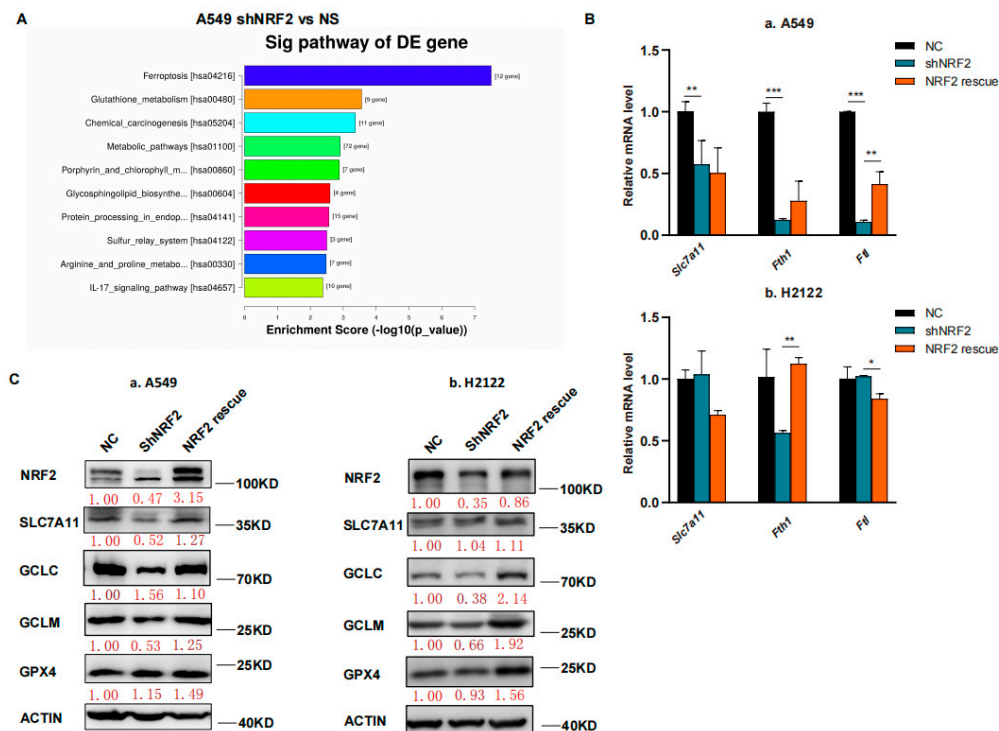 A
A549 shNRF2 vs NS
Sig pathway of DE gene
Ferroptosis [hsa04216]
[12 gene]
Glutathione_metabolism [hsa00480]
[9 gene]
Chemical_carcinogenesis [hsa05204]
[11 gene]
Metabolic_pathways [hsa01100]
[72 gene]
Porphyrin_and_chlorophyll_m... [hsa00860]
[7 gene]
Glycosphingolipid_biosynthe... [hsa00604]
Protein_processing_in_endop... [hsa04141]
[15 gene]
Sulfur_relay_system [hsa04122]
[3 gene]
Arginine_and_proline_metabo... [hsa00330]
[7 gene]
IL-17_signaling_pathway [hsa04657]
[10 gene]
0 1 2 3 4 5 6 7
Enrichment Score (-log10(p_value))
B
a. A549
NC
shNRF2
NRF2 rescue
Relative mRNA level
1.5
1.0
0.5
0.0
** *** *** **
Slc7a11 Fth1 Ftl
b. H2122
NC
shNRF2
NRF2 rescue
Relative mRNA level
1.5
1.0
0.5
0.0
** *
Slc7a11 Fth1 Ftl
C
a. A549
NC ShNRF2 NRF2 rescue
NRF2
100KD
1.00 0.47 3.15
SLC7A11
35KD
1.00 0.52 1.27
GCLC
70KD
1.00 1.56 1.10
GCLM
25KD
1.00 0.53 1.25
GPX4
25KD
1.00 1.15 1.49
ACTIN
40KD
b. H2122
NC ShNRF2 NRF2 rescue
NRF2
100KD
1.00 0.35 0.86
SLC7A11
35KD
1.00 1.04 1.11
GCLC
70KD
1.00 0.38 2.14
GCLM
25KD
1.00 0.66 1.92
GPX4
25KD
1.00 0.93 1.56
ACTIN
40KD